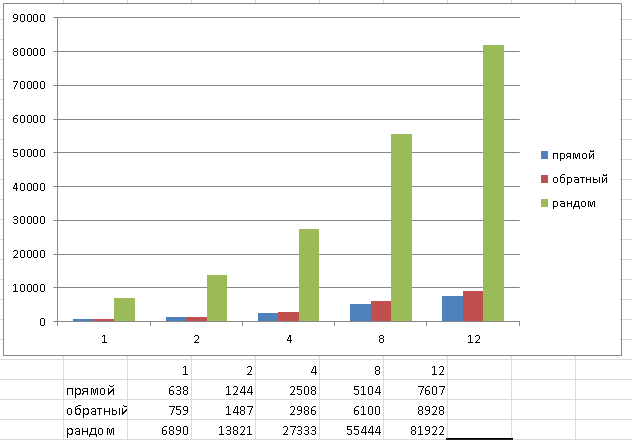 90000
80000
70000
60000
50000
40000
30000
20000
10000
0
1 2 4 8 12
прямой
обратный
рандом
1 2 4 8 12
прямой 638 1244 2508 5104 7607
обратный 759 1487 2986 6100 8928
рандом 6890 13821 27333 55444 81922